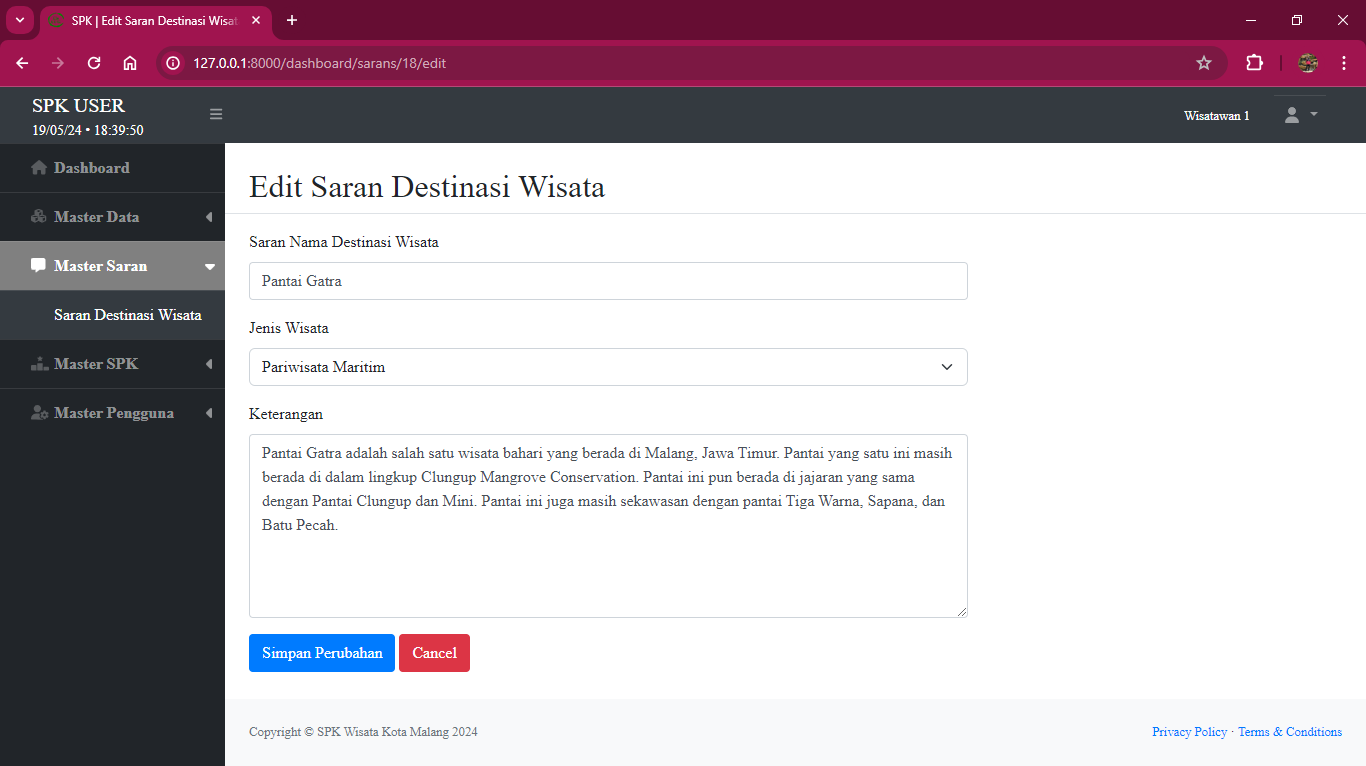 SPK | Edit Saran Destinasi Wisat
127.0.0.1:8000/dashboard/sarans/18/edit
SPK USER
19/05/24 • 18:39:50
Wisatawan 1
Dashboard
Master Data
Master Saran
Saran Destinasi Wisata
Master SPK
Master Pengguna
Edit Saran Destinasi Wisata
Saran Nama Destinasi Wisata
Pantai Gatra
Jenis Wisata
Pariwisata Maritim
Keterangan
Pantai Gatra adalah salah satu wisata bahari yang berada di Malang, Jawa Timur. Pantai yang satu ini masih
berada di dalam lingkup Clungup Mangrove Conservation. Pantai ini pun berada di jajaran yang sama
dengan Pantai Clungup dan Mini. Pantai ini juga masih sekawasan dengan pantai Tiga Warna, Sapana, dan
Batu Pecah.
Simpan Perubahan Cancel
Copyright © SPK Wisata Kota Malang 2024
Privacy Policy · Terms & Conditions